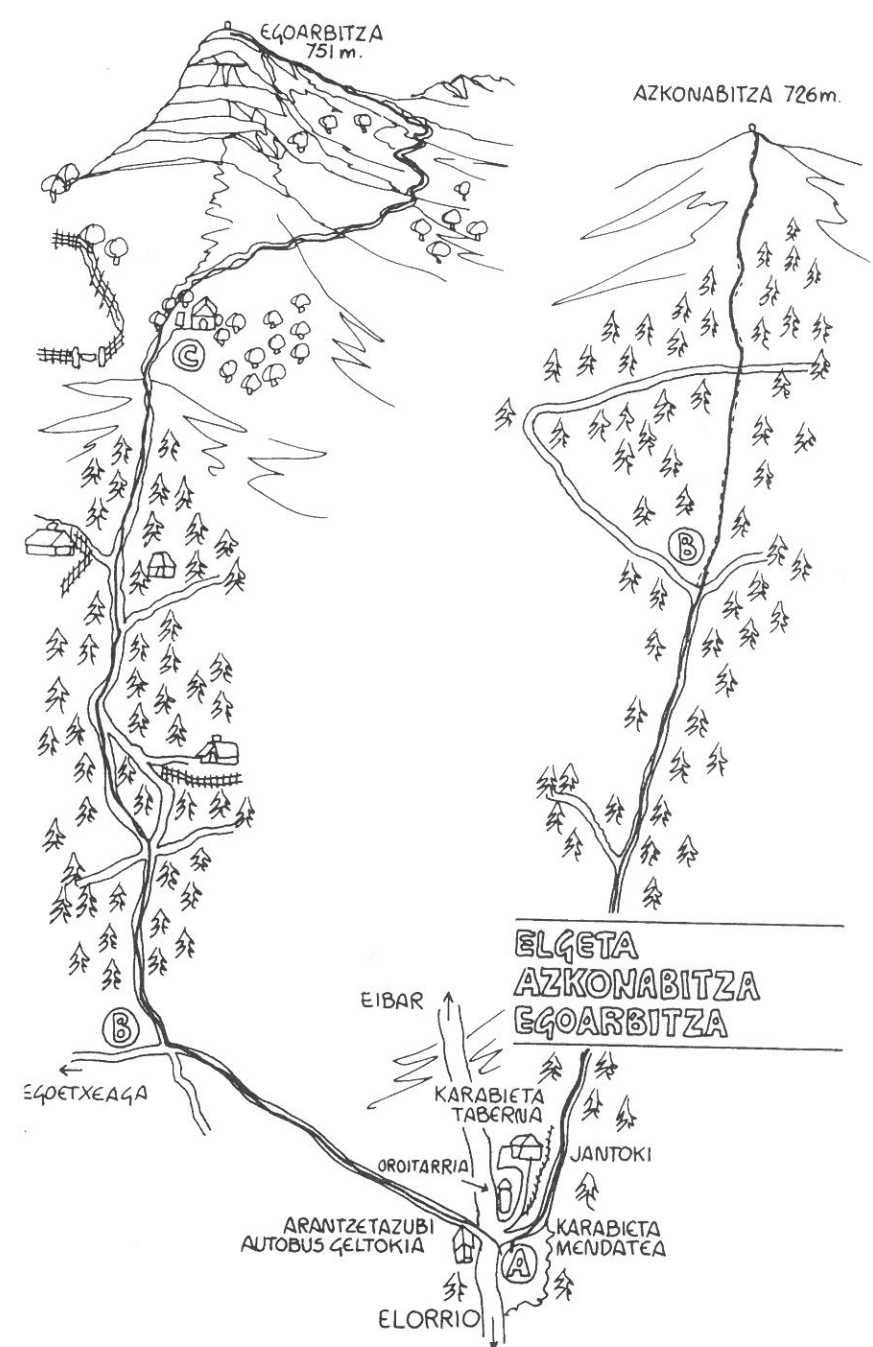 EGOARBITZA
751 m.
AZKONABITZA 726m.
C
B
B
ELGETA
AZKONABITZA
EGOARBITZA
EIBAR
EGOETXEAGA
KARABIETA
TABERNA
OROITARRIA
JANTOKI
ARANTZETAZUBI
AUTOBUS GELTOKIA
KARABIETA
MENDATEA
A
ELORRIO